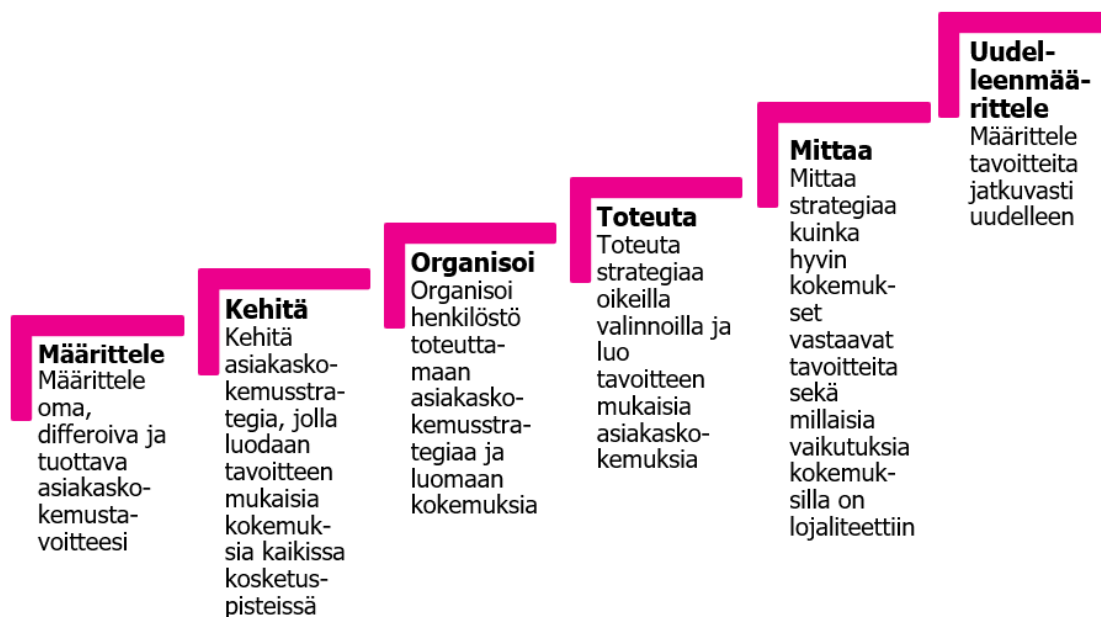 Määrittele
Määrittele
oma,
differoiva ja
tuottava
asiakasko-
kemusta-
voitteesi
Kehitä
Kehitä
asiakasko-
kemusstra-
tegia, jolla
luodaan
tavoitteen
mukaisia
kokemuk-
sia kaikissa
kosketus-
pisteissä
Organisoi
Organisoi
henkilöstö
toteutta-
maan
asiakasko-
kemusstra-
tegiaa ja
luomaan
kokemuksia
Toteuta
Toteuta
strategiaa
oikeilla
valinnoilla ja
luo
tavoitteen
mukaisia
asiakasko-
kemuksia
Mittaa
Mittaa
strategiaa
kuinka
hyvin
kokemuk-
set
vastaavat
tavoitteita
sekä
millaisia
vaikutuksia
kokemuk-
silla on
lojaliteettiin
Uudel-
leenmää-
rittele
Määrittele
tavoitteita
jatkuvasti
uudelleen